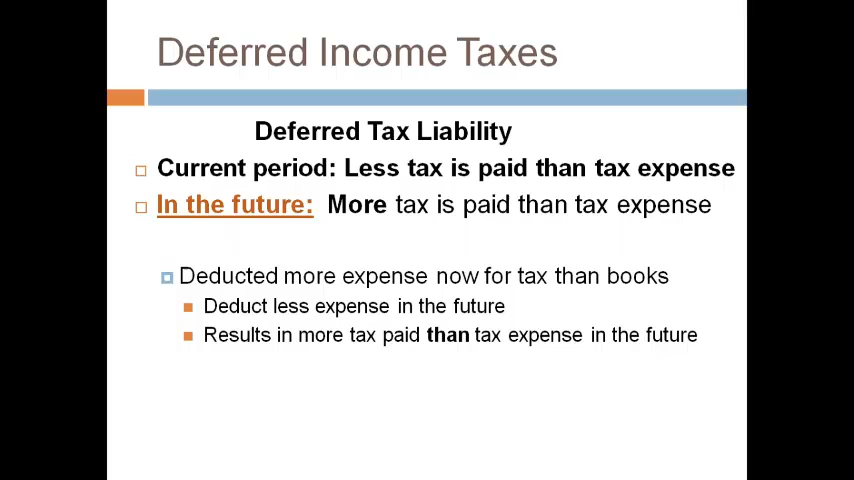 Deferred Income Taxes
Deferred Tax Liability
Current period: Less tax is paid than tax expense
In the future: More tax is paid than tax expense
Deducted more expense now for tax than books
Deduct less expense in the future
Results in more tax paid than tax expense in the future